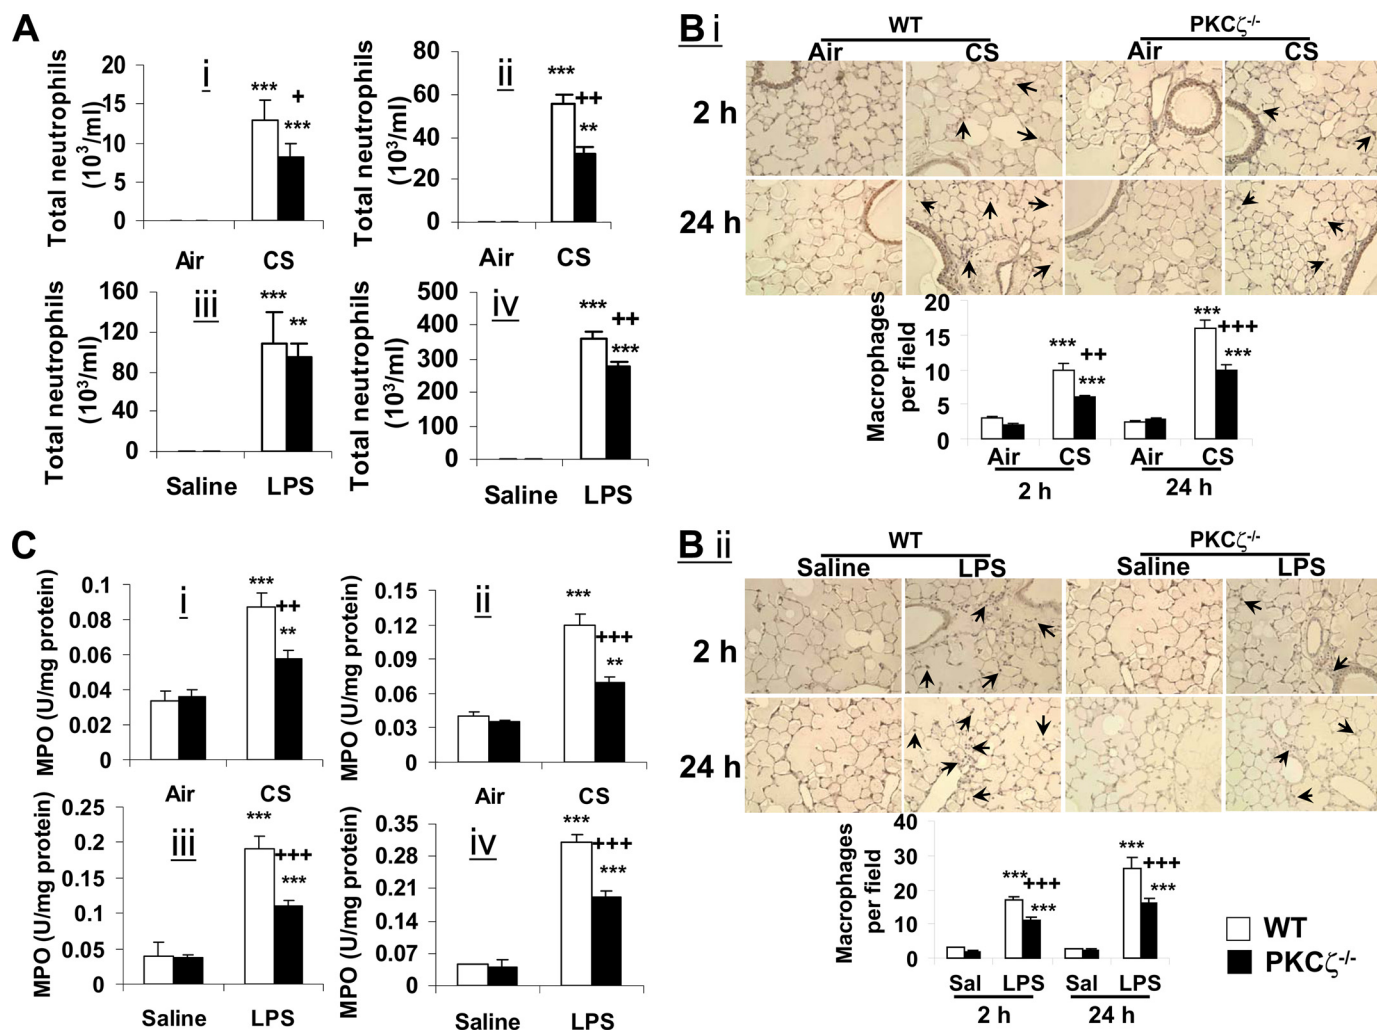 A
i
Total neutrophils
(10³/ml)
20
15
10
5
0
***
+
***
Air
CS
ii
Total neutrophils
(10³/ml)
80
60
40
20
0
***
++
**
Air
CS
iii
Total neutrophils
(10³/ml)
160
120
80
40
0
***
**
Saline
LPS
iv
Total neutrophils
(10³/ml)
500
400
300
200
100
0
***
++
***
Saline
LPS
B i
WT
PKCζ-/-
Air
CS
Air
CS
2 h
24 h
Macrophages
per field
20
15
10
5
0
***
++
***
***
+++
***
Air
CS
Air
CS
2 h
24 h
C
i
MPO (U/mg protein)
0.1
0.08
0.06
0.04
0.02
0
***
++
**
Air
CS
ii
MPO (U/mg protein)
0.15
0.12
0.09
0.06
0.03
0
***
+++
**
Air
CS
iii
MPO (U/mg protein)
0.25
0.2
0.15
0.1
0.05
0
***
+++
***
Saline
LPS
iv
MPO (U/mg protein)
0.35
0.28
0.21
0.14
0.07
0
***
+++
***
Saline
LPS
B ii
WT
PKCζ-/-
Saline
LPS
Saline
LPS
2 h
24 h
Macrophages
per field
40
30
20
10
0
***
+++
***
***
+++
***
Sal
LPS
Sal
LPS
2 h
24 h
WT
PKCζ-/-